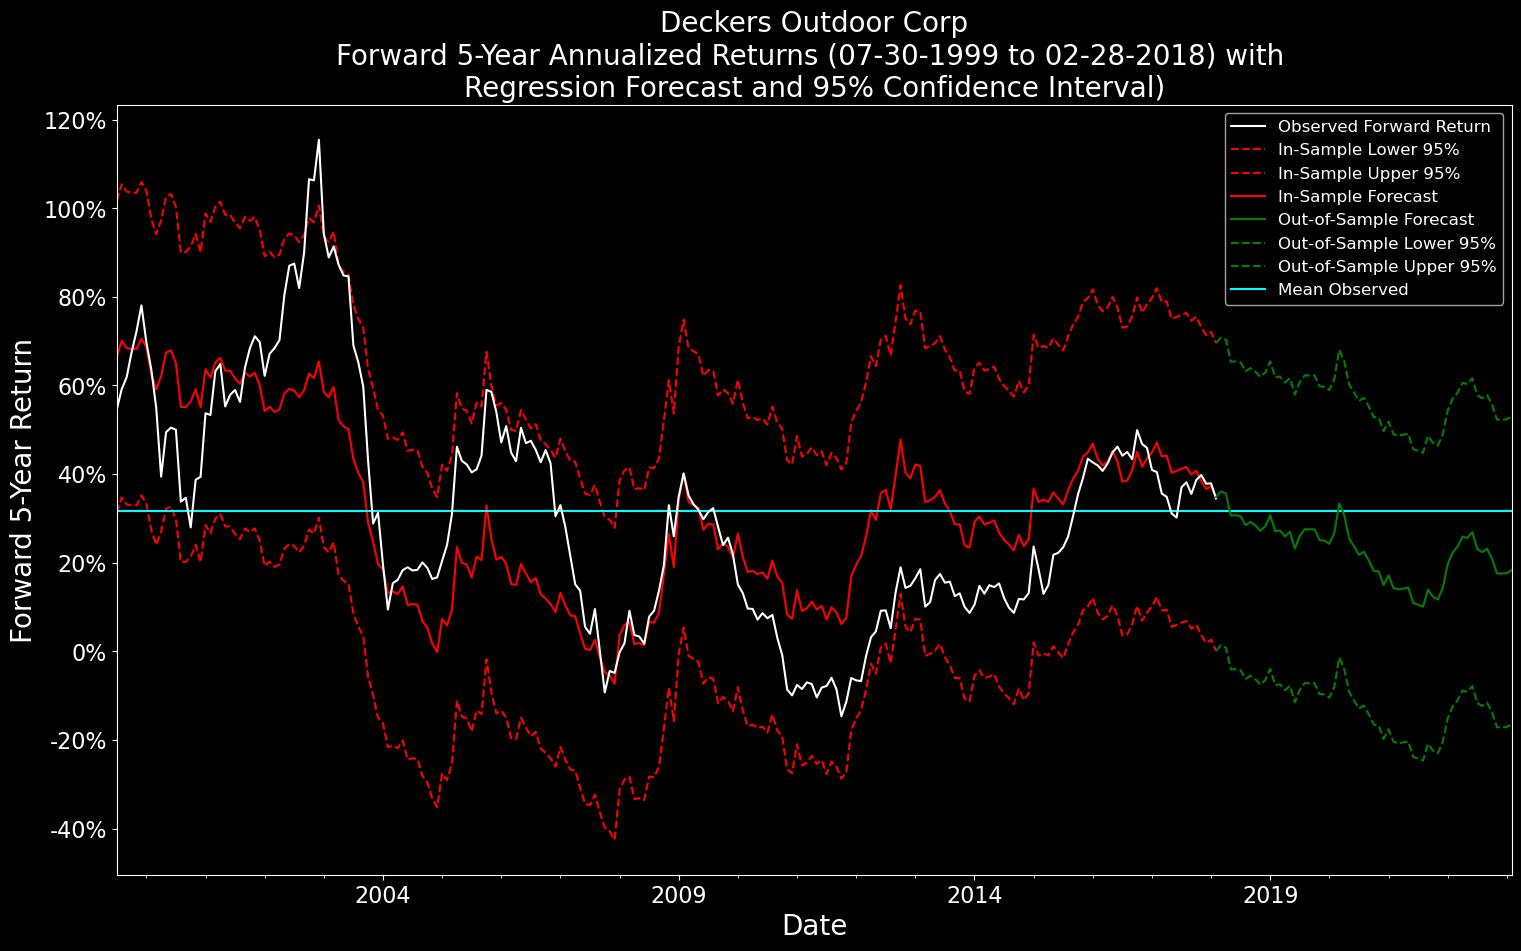 Deckers Outdoor Corp
Forward 5-Year Annualized Returns (07-30-1999 to 02-28-2018) with
Regression Forecast and 95% Confidence Interval)
Forward 5-Year Return
120%
100%
80%
60%
40%
20%
0%
-20%
-40%
Observed Forward Return
In-Sample Lower 95%
In-Sample Upper 95%
In-Sample Forecast
Out-of-Sample Forecast
Out-of-Sample Lower 95%
Out-of-Sample Upper 95%
Mean Observed
2004
2009
2014
2019
Date